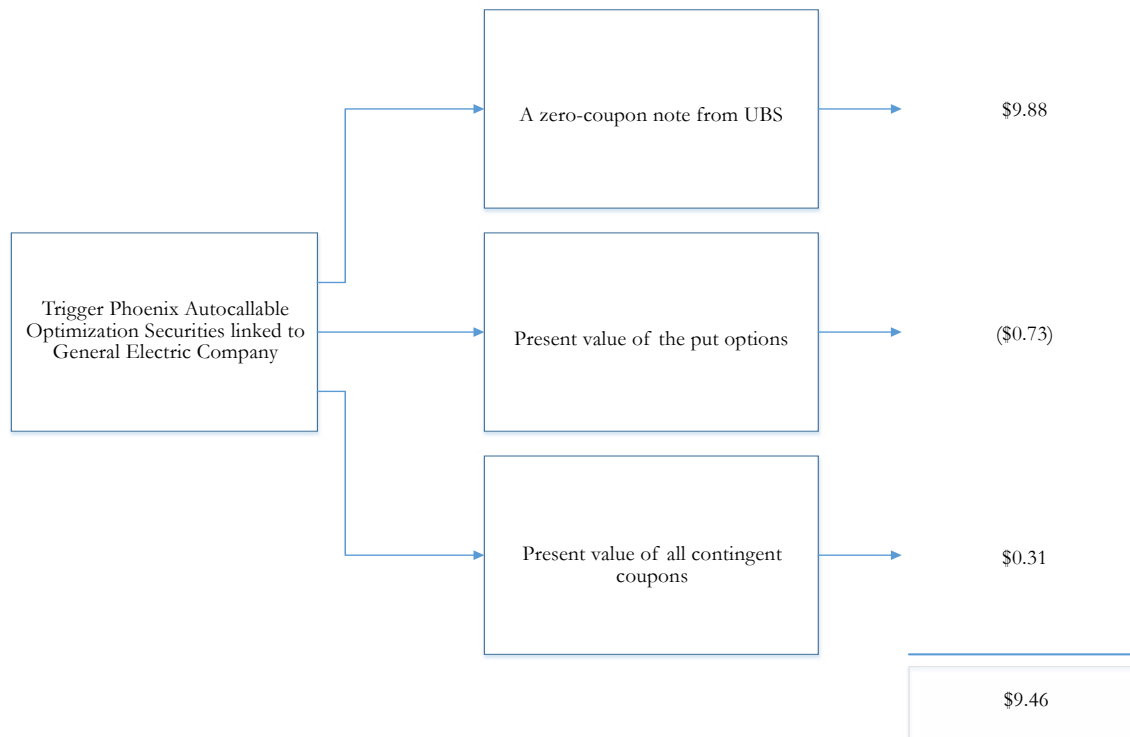 A zero-coupon note from UBS
$9.88
Trigger Phoenix Autocallable
Optimization Securities linked to
General Electric Company
Present value of the put options
($0.73)
Present value of all contingent
coupons
$0.31
$9.46